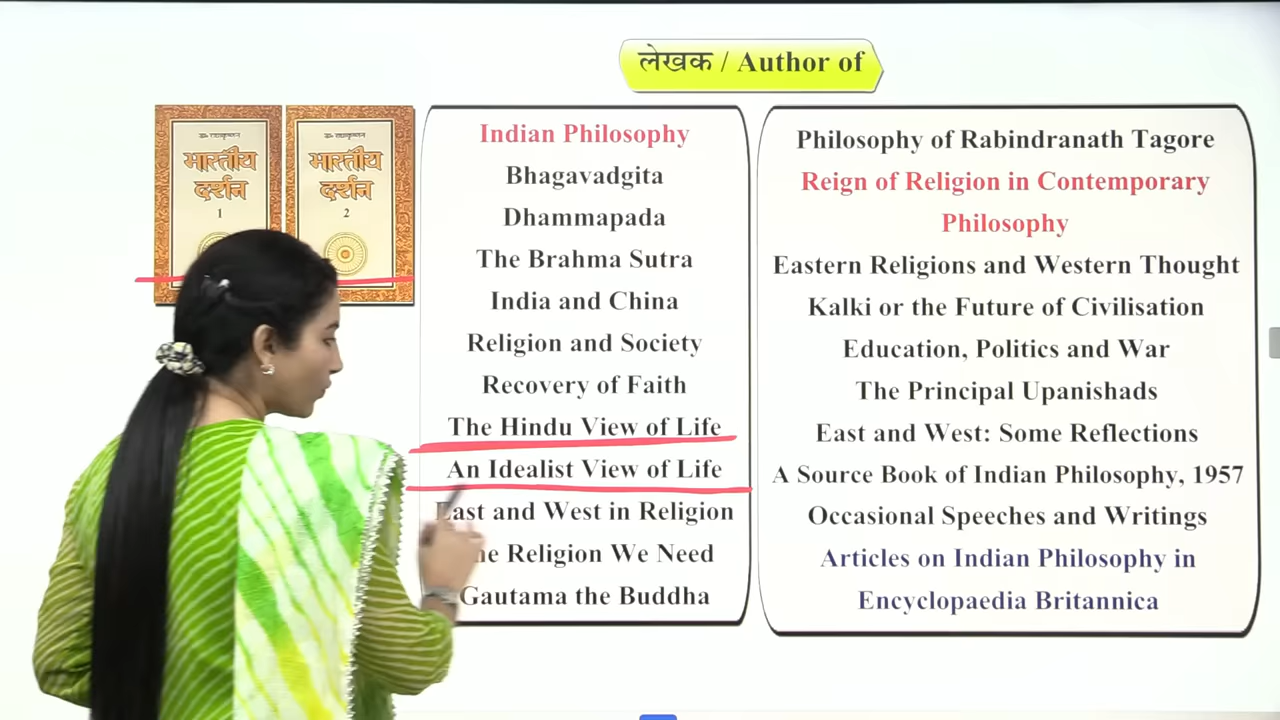 लेखक / Author of
डा० राधाकृष्णन
भारतीय
दर्शन
1
डा० राधाकृष्णन
भारतीय
दर्शन
2
Indian Philosophy
Bhagavadgita
Dhammapada
The Brahma Sutra
India and China
Religion and Society
Recovery of Faith
The Hindu View of Life
An Idealist View of Life
East and West in Religion
Religion We Need
Gautama the Buddha
Philosophy of Rabindranath Tagore
Reign of Religion in Contemporary
Philosophy
Eastern Religions and Western Thought
Kalki or the Future of Civilisation
Education, Politics and War
The Principal Upanishads
East and West: Some Reflections
A Source Book of Indian Philosophy, 1957
Occasional Speeches and Writings
Articles on Indian Philosophy in
Encyclopaedia Britannica